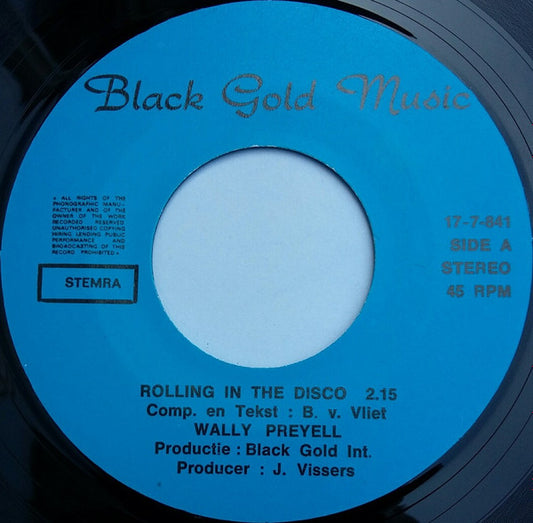 Black Gold Music
• ALL RIGHTS OF THE
PHONOGRAPHIC MANU-
FACTURER AND OF THE
OWNER OF THE WORK
RECORDED RESERVED.
UNAUTHORISED COPYING
HIRING LENDING PUBLIC
PERFORMANCE AND
BROADCASTING OF THIS
RECORD PROHIBITED •
STEMRA
17-7-841
SIDE A
STEREO
45 RPM
ROLLING IN THE DISCO 2.15
Comp. en Tekst : B. v. Vliet
WALLY PREYELL
Productie : Black Gold Int.
Producer : J. Vissers